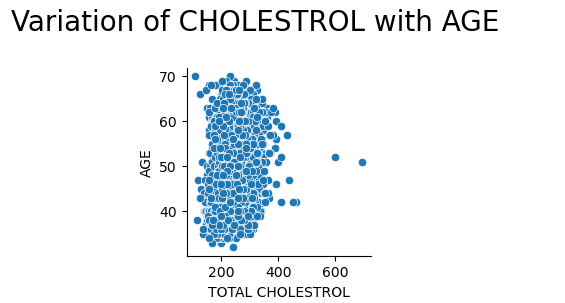 Variation of CHOLESTROL with AGE
70
60
AGE
50
40
200 400 600
TOTAL CHOLESTROL